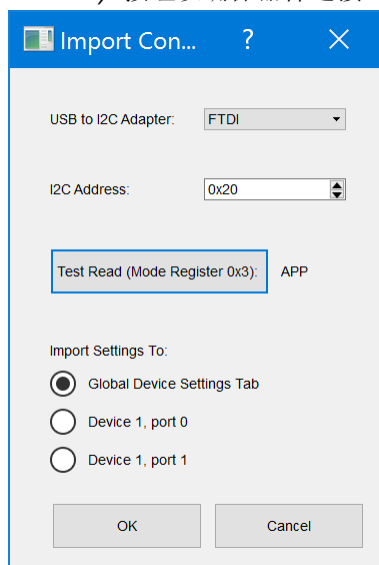 Import Con... ?
USB to I2C Adapter: FTDI
I2C Address: 0x20
Test Read (Mode Register 0x3): APP
Import Settings To:
Global Device Settings Tab
Device 1, port 0
Device 1, port 1
OK Cancel